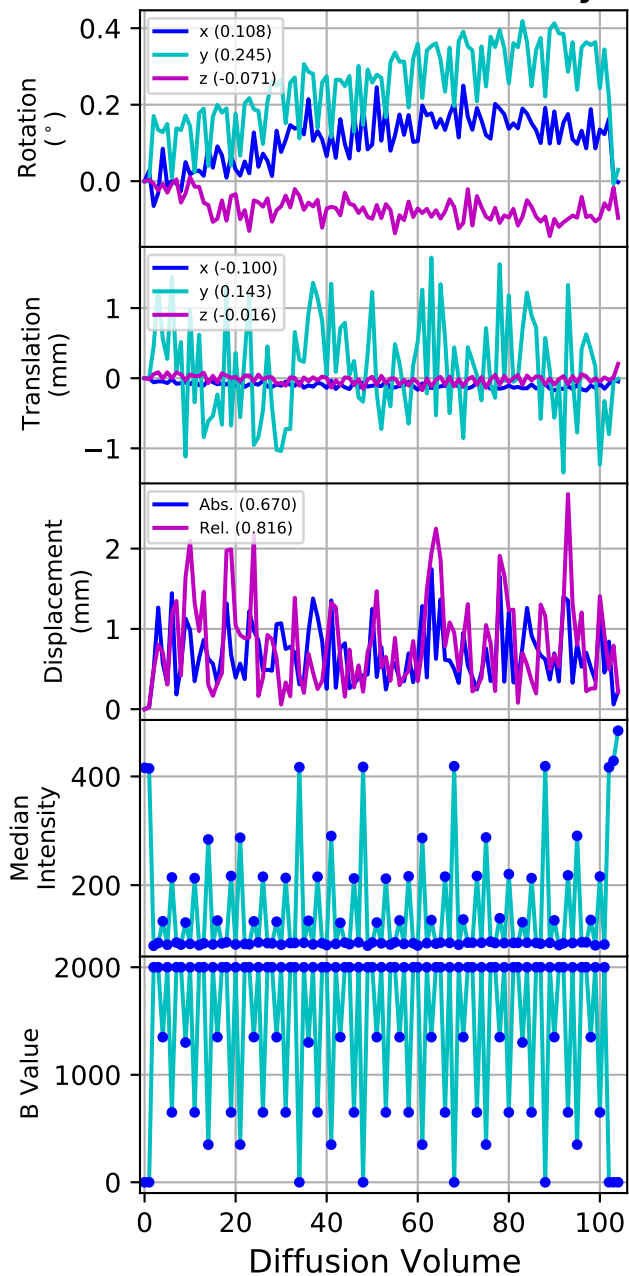 0.4
0.2
0.0
Rotation
(°)
x (0.108)
y (0.245)
z (-0.071)
1
0
−1
Translation
(mm)
x (-0.100)
y (0.143)
z (-0.016)
2
1
0
Displacement
(mm)
Abs. (0.670)
Rel. (0.816)
400
200
Median
Intensity
2000
1000
0
B Value
0 20 40 60 80 100
Diffusion Volume